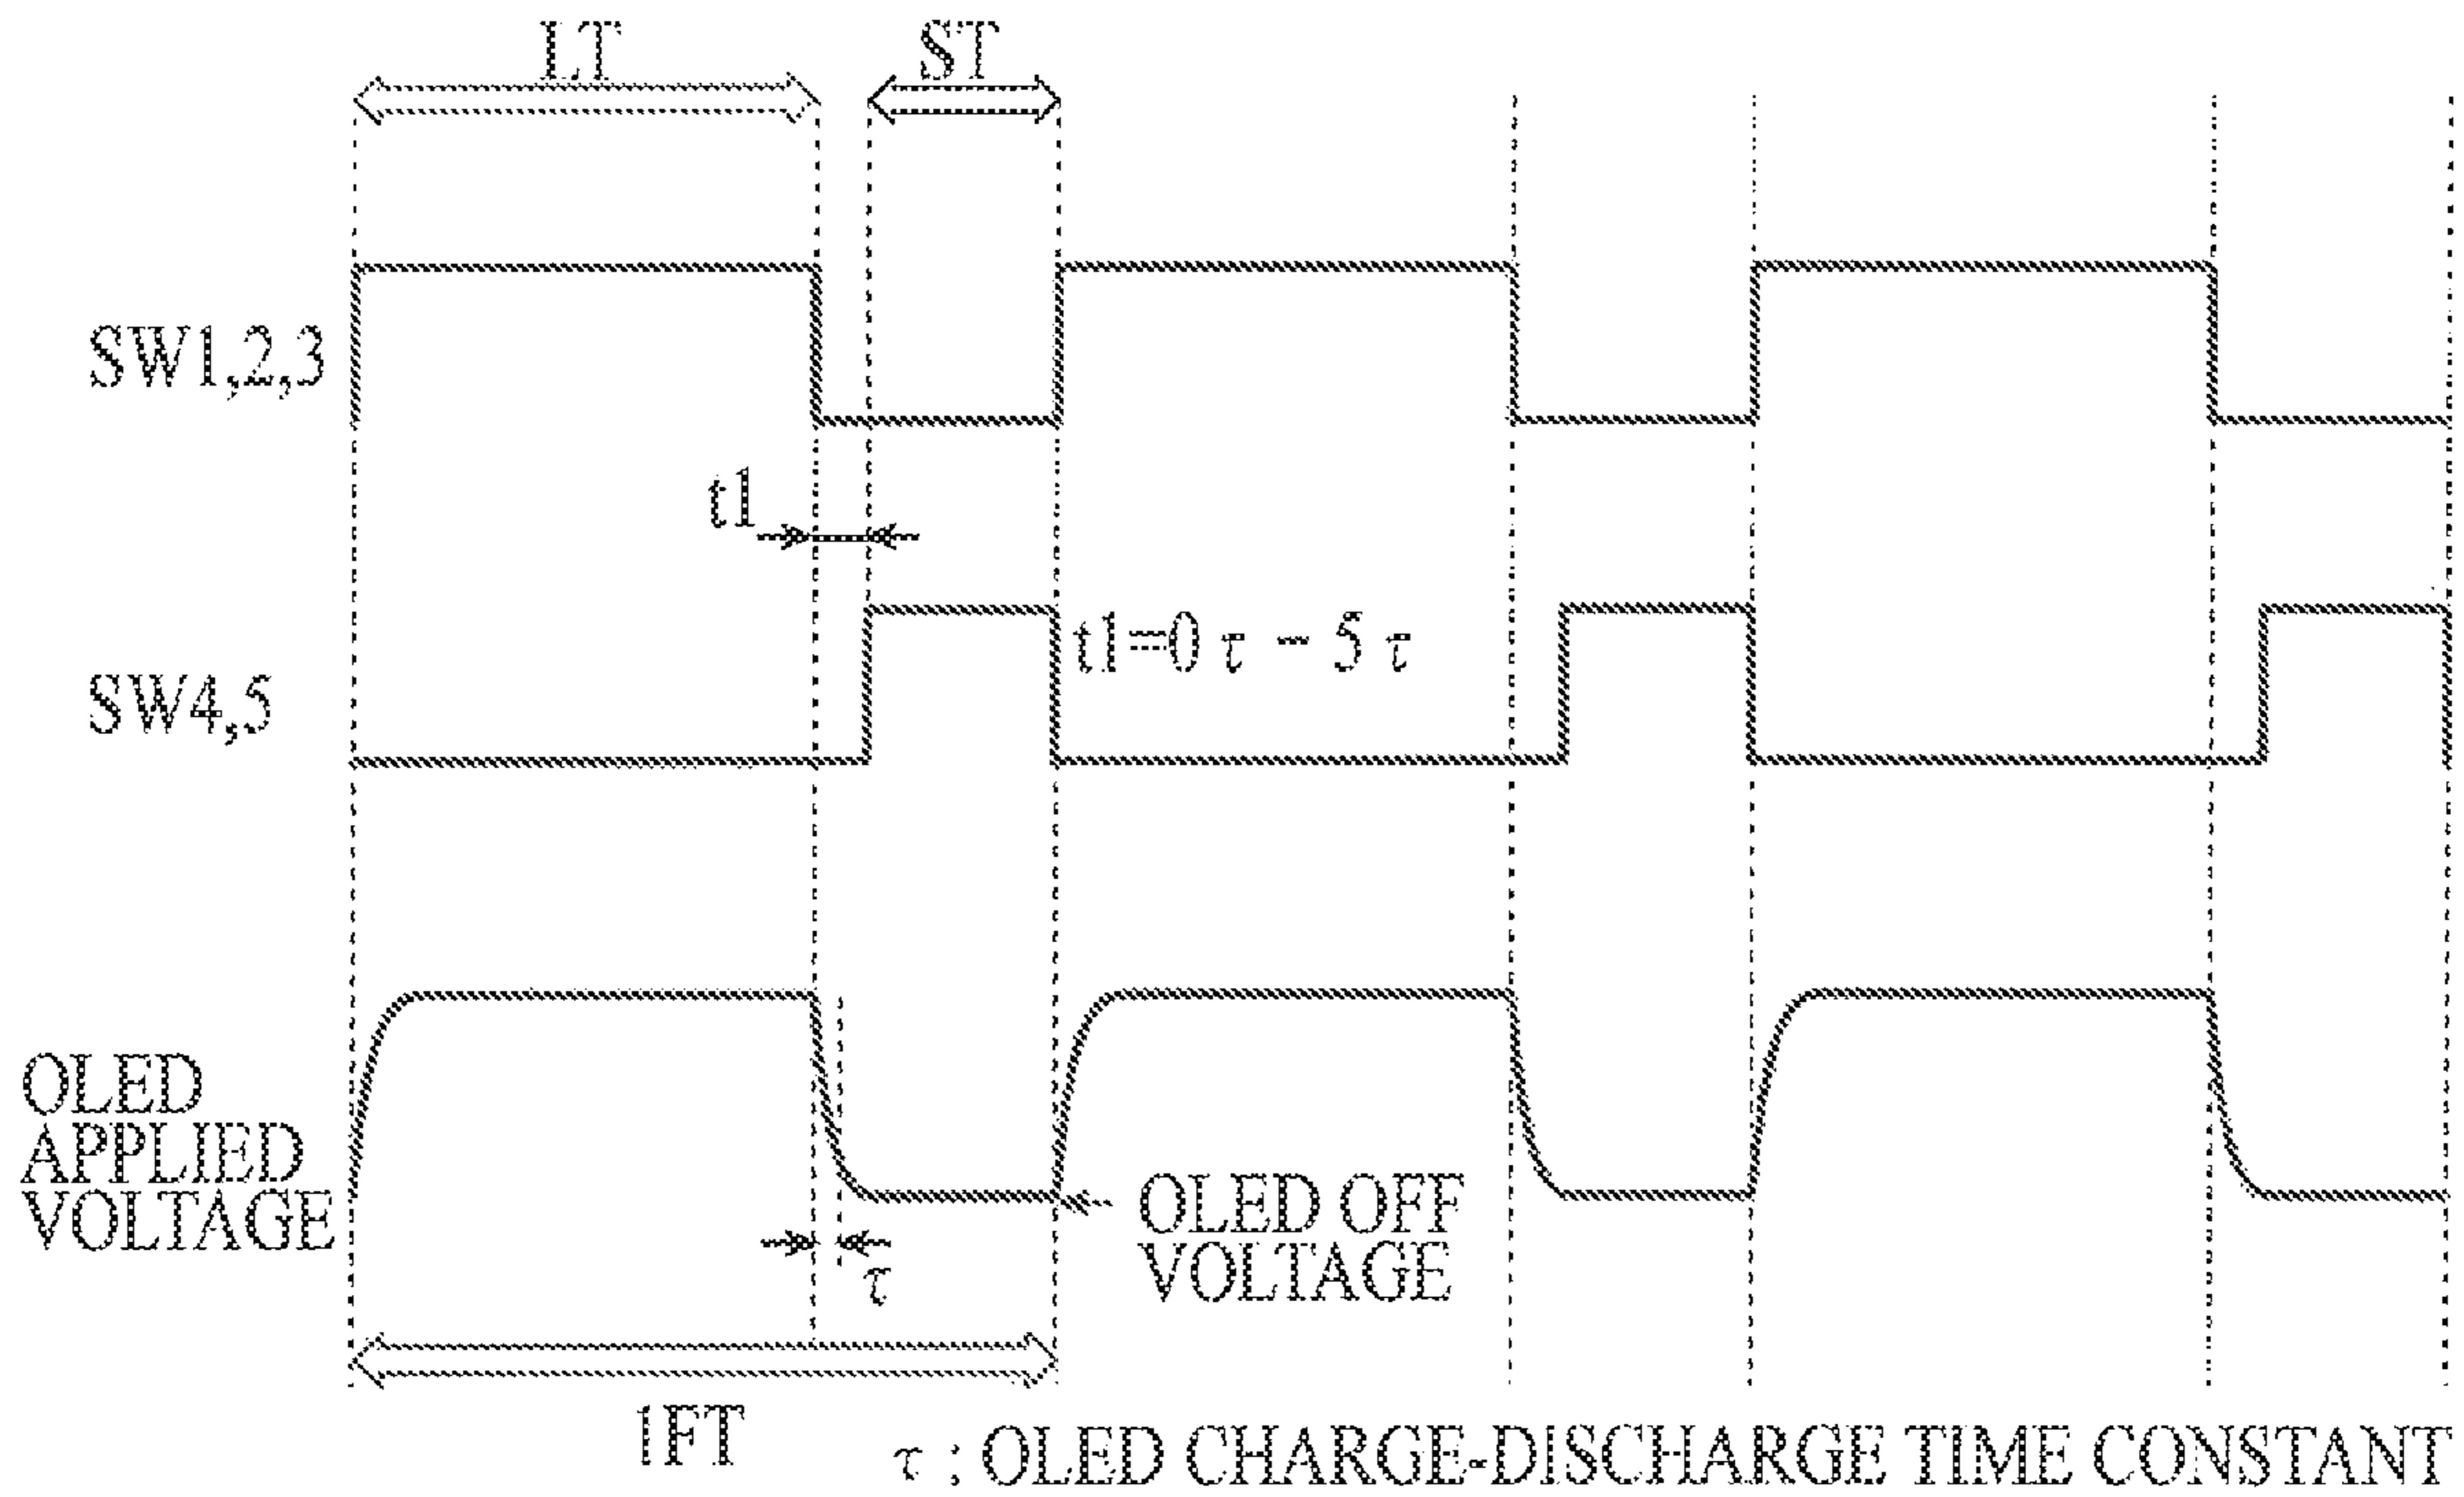 LT
ST
SW1,2,3
t1
t1=0 τ - 5 τ
SW4,5
OLED
APPLIED
VOLTAGE
OLED OFF
VOLTAGE
τ
1FT
τ ; OLED CHARGE-DISCHARGE TIME CONSTANT